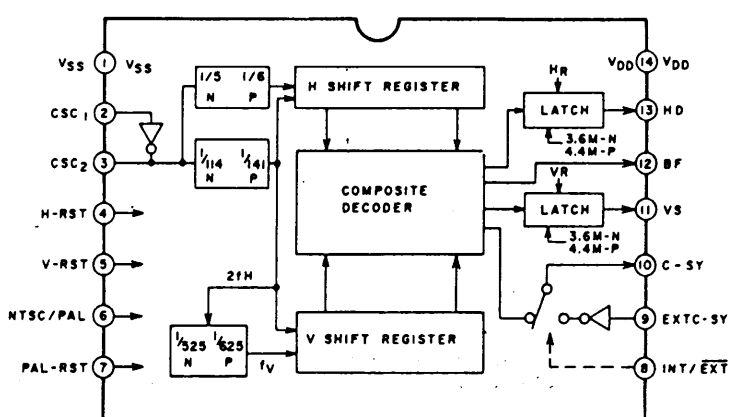 1 VSS VSS
2 CSC1
3 CSC2
4 H-RST
5 V-RST
6 NTSC/PAL
7 PAL-RST
1/5 1/6
N P
1/114 1/141
N P
H SHIFT REGISTER
COMPOSITE
DECODER
2fH
1/525 1/625
N P
fV
V SHIFT REGISTER
HR
LATCH
3.6M-N
4.4M-P
VR
LATCH
3.6M-N
4.4M-P
VDD 14 VDD
13 HD
12 BF
11 VS
10 C-SY
9 EXTC-SY
8 INT/EXT